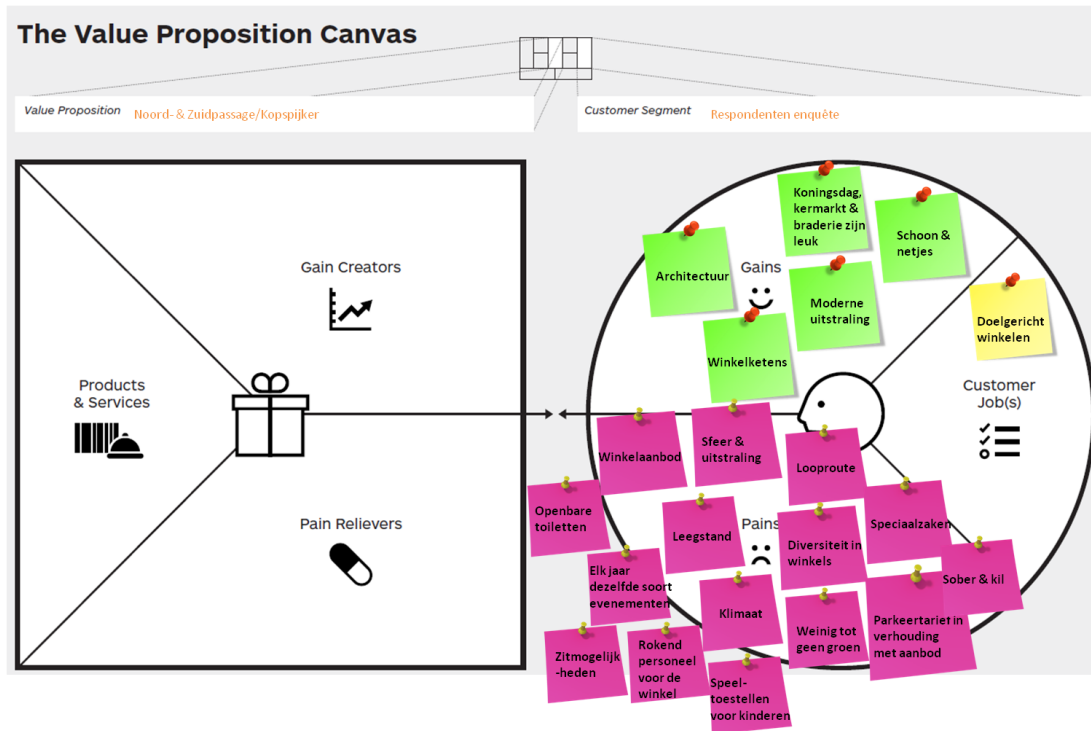 The Value Proposition Canvas
Value Proposition
Noord- & Zuidpassage/Kopspijker
Customer Segment
Respondenten enquête
Gain Creators
Products
& Services
Pain Relievers
Gains
Koningsdag,
kermarkt &
braderie zijn
leuk
Schoon &
netjes
Architectuur
Moderne
uitstraling
Winkelketens
Doelgericht
winkelen
Customer
Job(s)
Pains
Winkelaanbod
Sfeer &
uitstraling
Looproute
Openbare
toiletten
Leegstand
Diversiteit in
winkels
Speciaalzaken
Sober & kil
Elk jaar
dezelfde soort
evenementen
Klimaat
Weinig tot
geen groen
Parkeertarief in
verhouding
met aanbod
Zitmogelijk
-heden
Rokend
personeel
voor de
winkel
Speel-
toestellen
voor kinderen